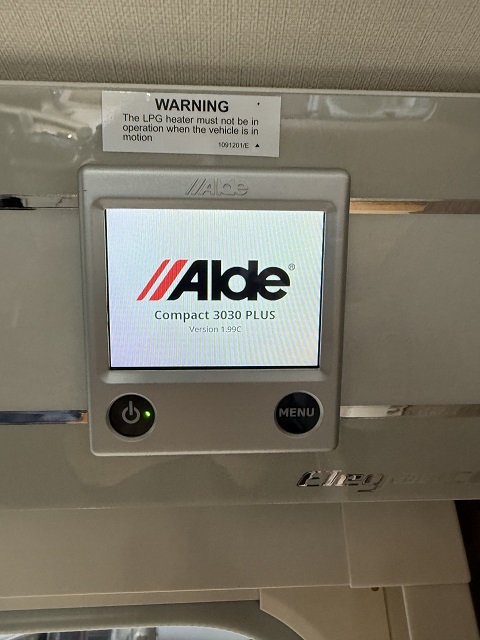 WARNING
The LPG heater must not be in
operation when the vehicle is in
motion
1091201/E
Alde
Alde®
Compact 3030 PLUS
Version 1.99C
MENU